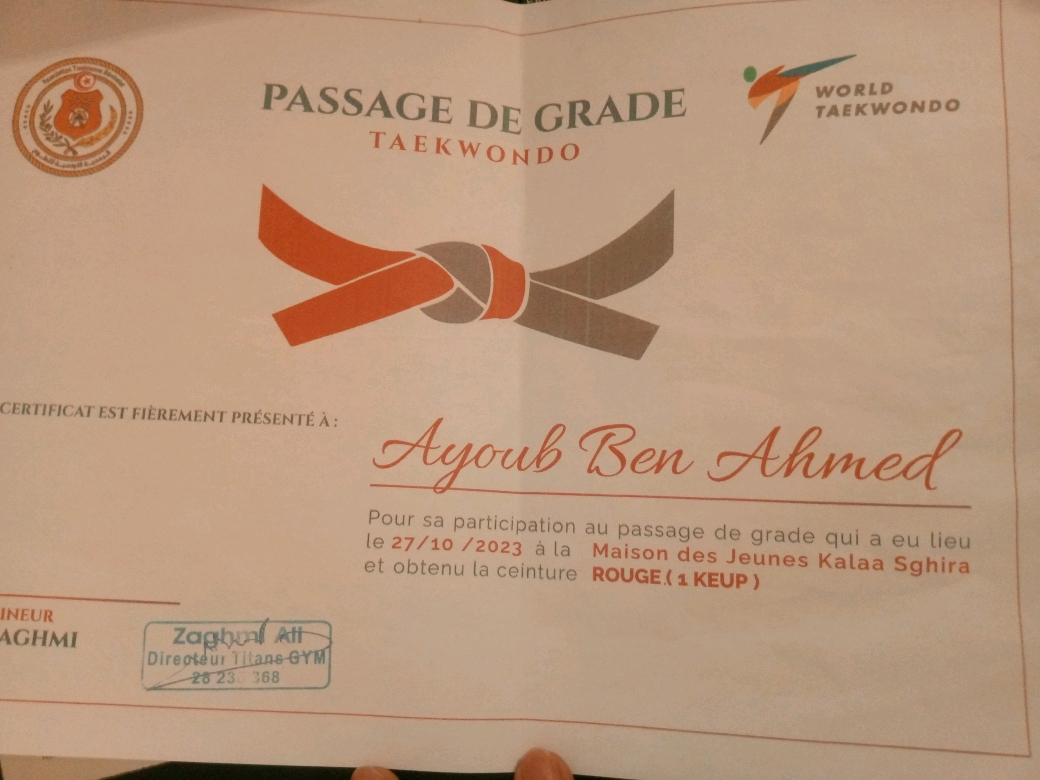 PASSAGE DE GRADE
TAEKWONDO
WORLD
TAEKWONDO
CERTIFICAT EST FIÈREMENT PRÉSENTÉ À :
Ayoub Ben Ahmed
Pour sa participation au passage de grade qui a eu lieu
le 27/10 /2023 à la Maison des Jeunes Kalaa Sghira
et obtenu la ceinture ROUGE.( 1 KEUP )
INEUR
AGHMI
Zaghmi Ali
Directeur Titans GYM